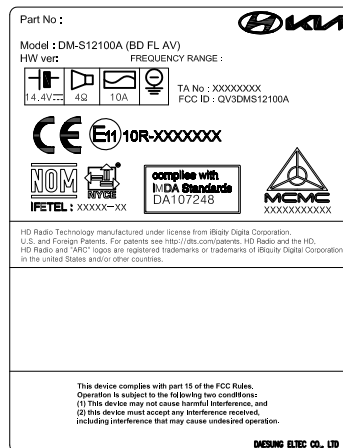 Part No :
KIA
Model : DM-S12100A (BD FL AV)
HW ver:
FREQUENCY RANGE :
14.4V
4Ω
10A
TA No : XXXXXXXX
FCC ID : QV3DMS12100A
CE E11 10R-XXXXXXX
NOM
NYCE
IFETEL : XXXXX-XX
complies with
IMDA Standards
DA107248
MCMC
XXXXXXXXXXX
HD Radio Technology manufactured under license from iBiqity Digita Corporation.
U.S. and Foreign Patents. For patents see http://dts.com/patents. HD Radio and the HD,
HD Radio and "ARC" logos are registered trademarks or trademarks of iBiquity Digital Corporation
in the united States and/or other countries.
This device complies with part 15 of the FCC Rules.
Operation is subject to the following two conditions:
(1) This device may not cause harmful interference, and
(2) this device must accept any interference received,
including interference that may cause undesired operation.
DAESUNG ELTEC CO., LTD